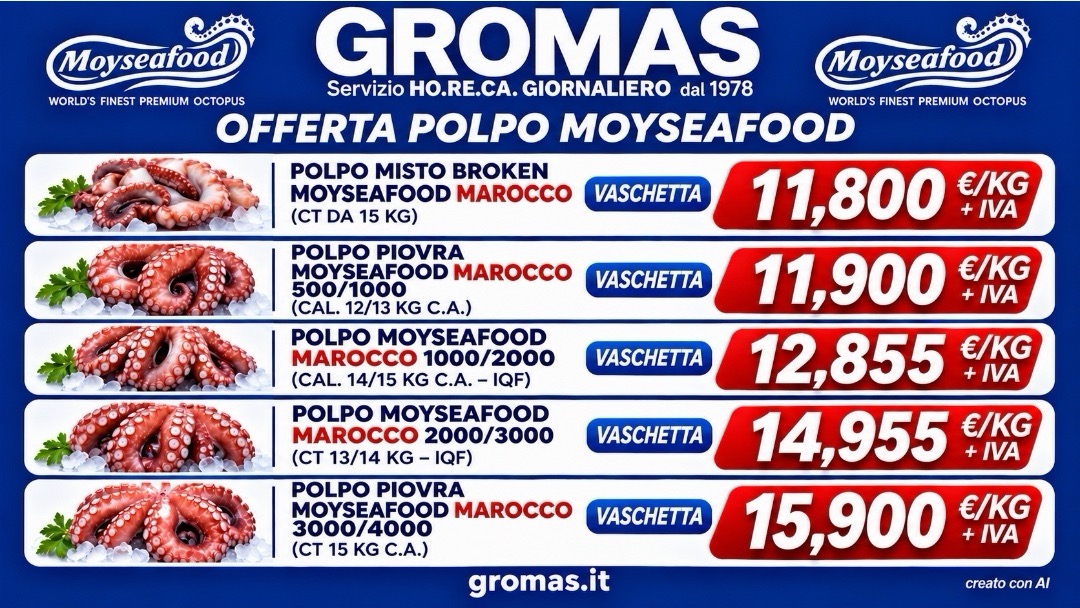 Moyseafood
WORLD'S FINEST PREMIUM OCTOPUS
GROMAS
Servizio HO.RE.CA. GIORNALIERO dal 1978
Moyseafood
WORLD'S FINEST PREMIUM OCTOPUS
OFFERTA POLPO MOYSEAFOOD
POLPO MISTO BROKEN
MOYSEAFOOD MAROCCO
(CT DA 15 KG)
VASCHETTA
11,800 €/KG
+ IVA
POLPO PIOVRA
MOYSEAFOOD MAROCCO
500/1000
(CAL. 12/13 KG C.A.)
VASCHETTA
11,900 €/KG
+ IVA
POLPO MOYSEAFOOD
MAROCCO 1000/2000
(CAL. 14/15 KG C.A. – IQF)
VASCHETTA
12,855 €/KG
+ IVA
POLPO MOYSEAFOOD
MAROCCO 2000/3000
(CT 13/14 KG – IQF)
VASCHETTA
14,955 €/KG
+ IVA
POLPO PIOVRA
MOYSEAFOOD MAROCCO
3000/4000
(CT 15 KG C.A.)
VASCHETTA
15,900 €/KG
+ IVA
gromas.it
creato con AI